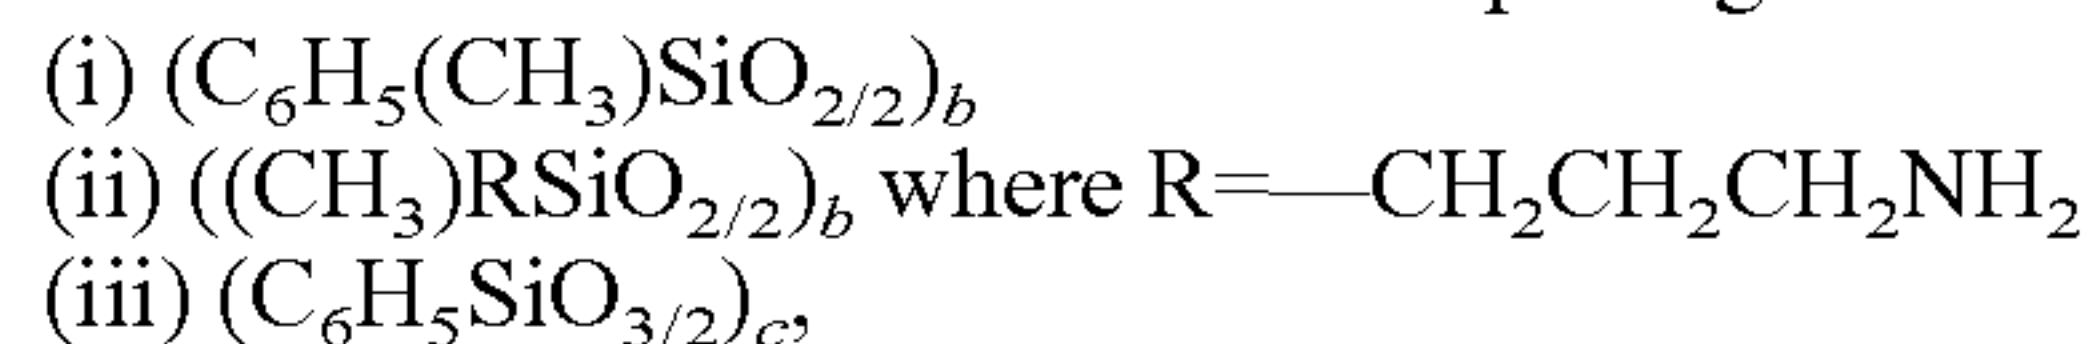 (i) (C₆H₅(CH₃)SiO₂/₂)b
(ii) ((CH₃)RSiO₂/₂)b where R=—CH₂CH₂CH₂NH₂
(iii) (C₆H₅SiO₃/₂)c,